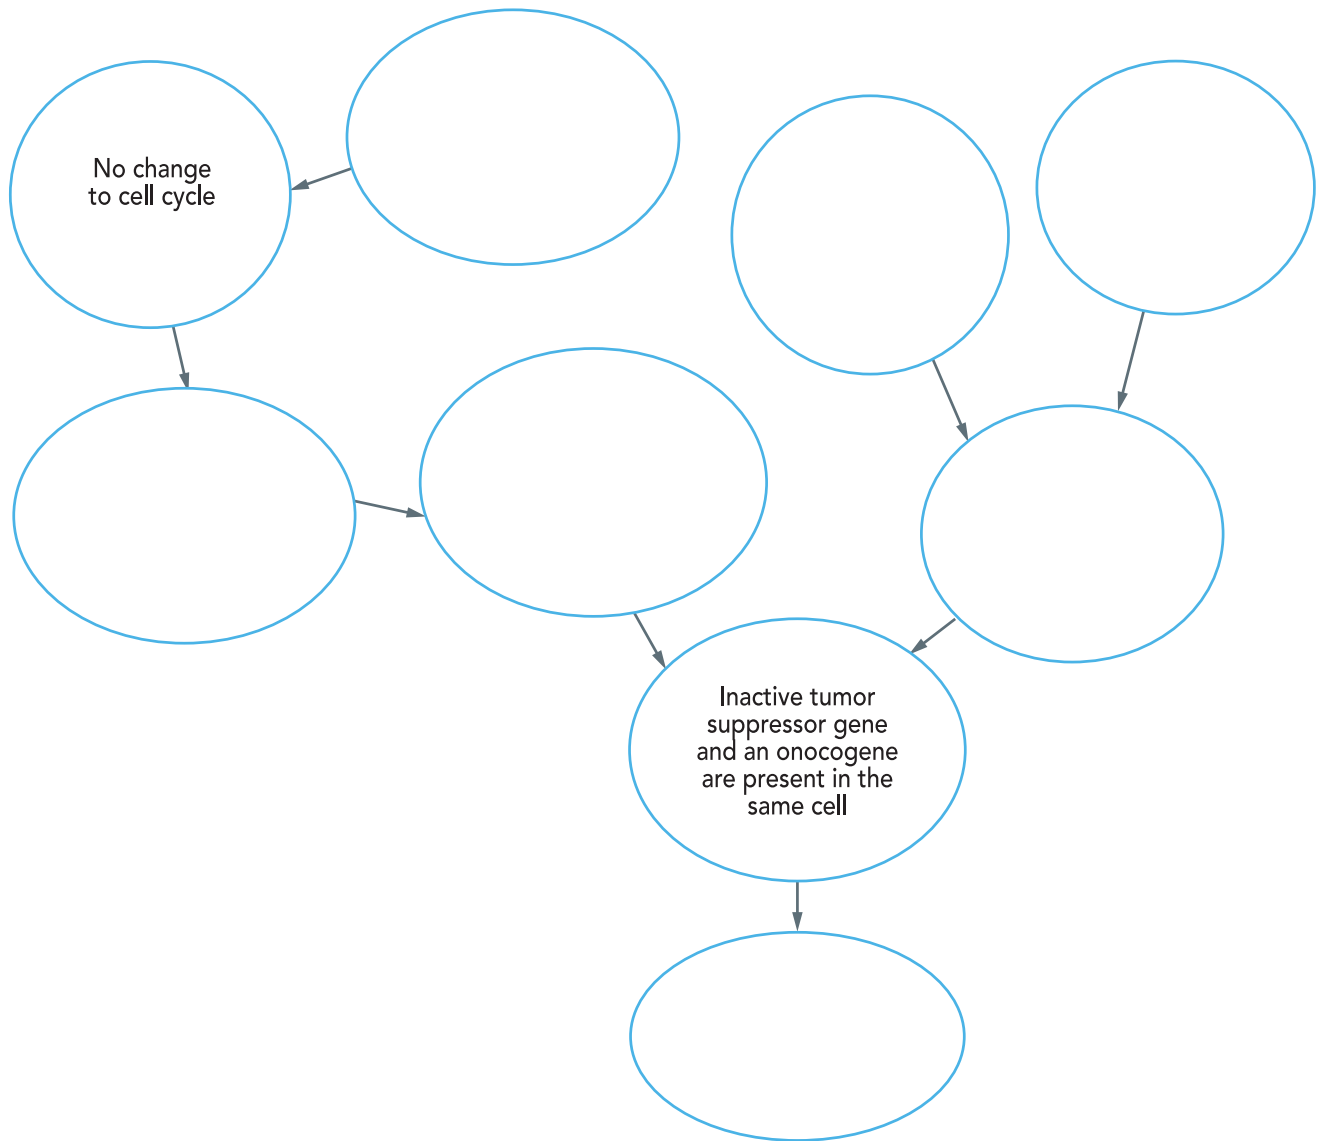 No change
to cell cycle
Inactive tumor
suppressor gene
and an onocogene
are present in the
same cell